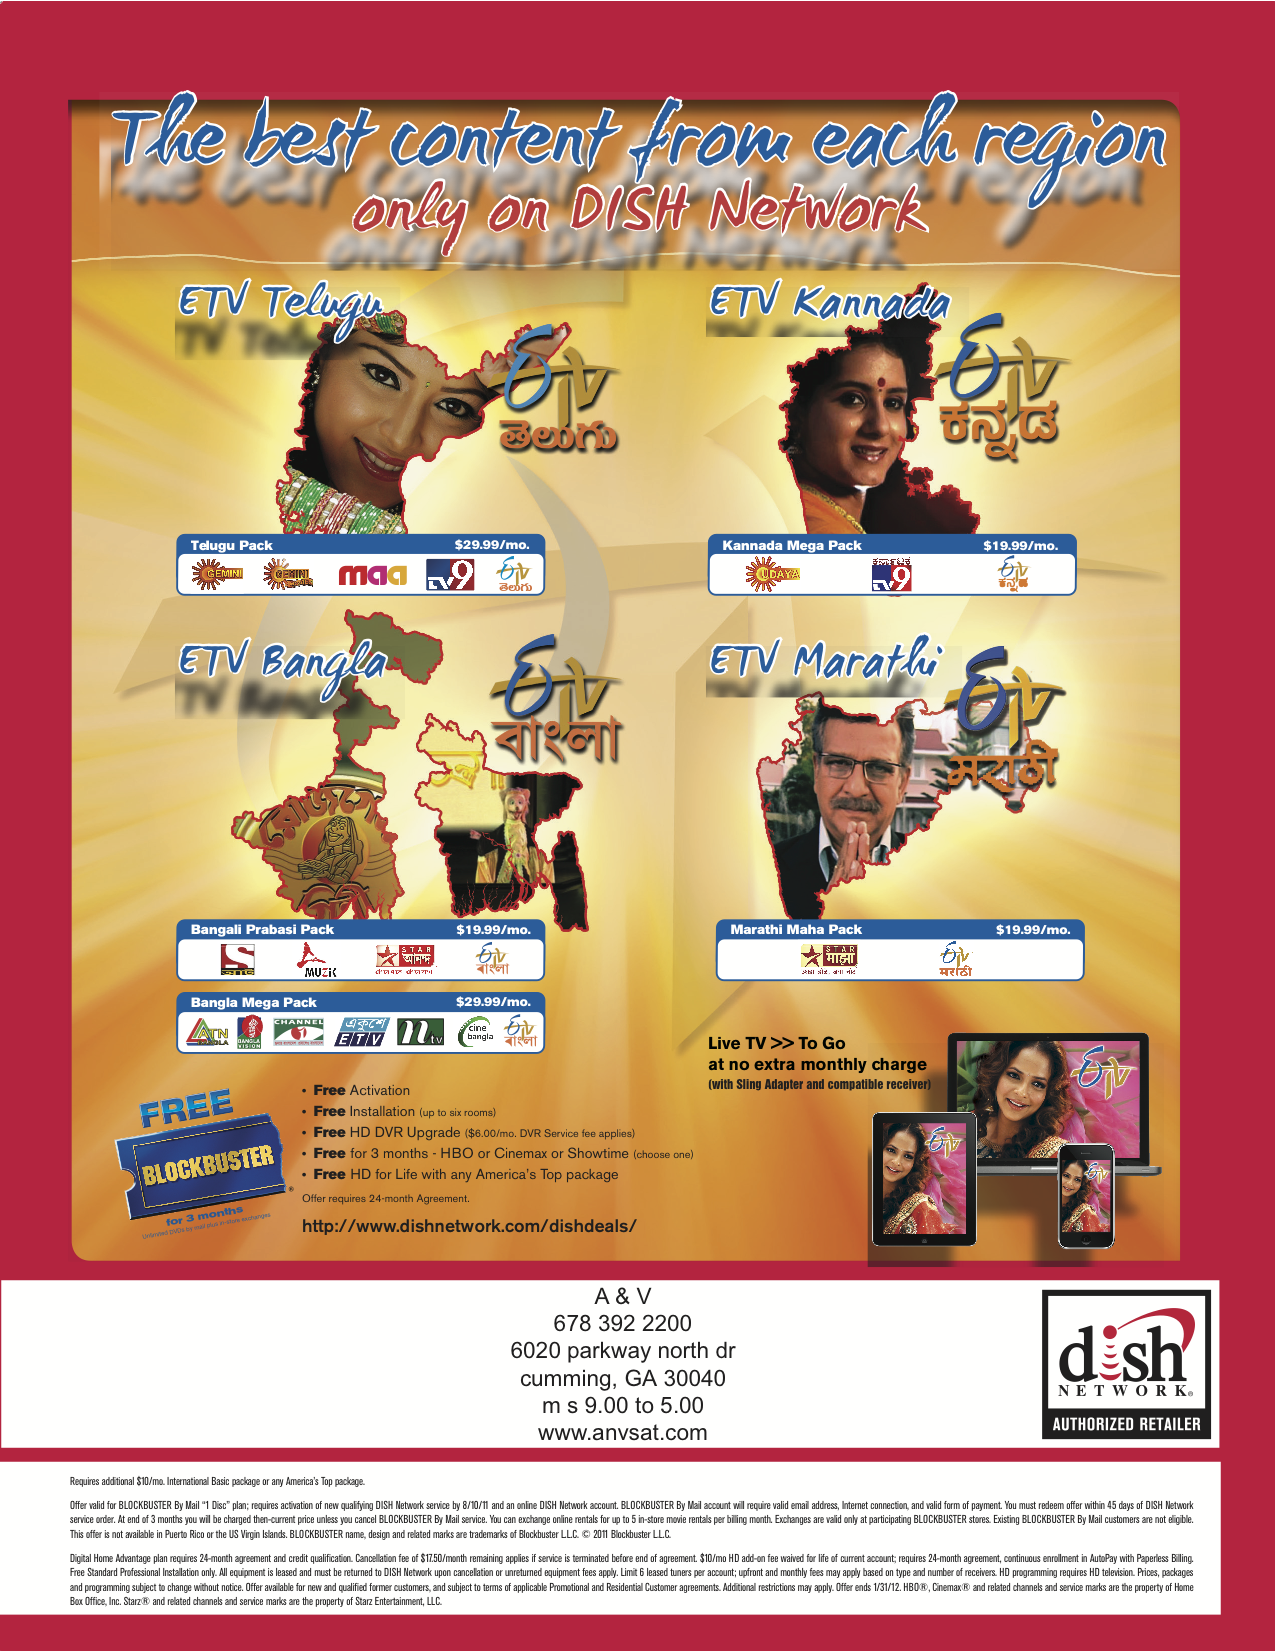 The best content from each region
only on DISH Network
ETV Telugu
ETV Kannada
ETV
తెలుగు
ETV
ಕನ್ನಡ
Telugu Pack $29.99/mo.
GEMINI GEMINI maa TV9 ETV తెలుగు
Kannada Mega Pack $19.99/mo.
UDAYA TV9 ETV ಕನ್ನಡ
ETV Bangla
ETV Marathi
ETV
বাংলা
ETV
मराठी
রোজগেরে
Bangali Prabasi Pack $19.99/mo.
S MUZIK STAR আনন্দ ETV বাংলা
Marathi Maha Pack $19.99/mo.
STAR माझा ETV मराठी
Bangla Mega Pack $29.99/mo.
ATN BANGLA BANGLA VISION CHANNEL একুশে ETV ntv cine bangla ETV বাংলা
Live TV >> To Go
at no extra monthly charge
(with Sling Adapter and compatible receiver)
ETV
ETV
ETV
FREE
BLOCKBUSTER®
for 3 months
Unlimited DVDs by mail plus in-store exchanges
• Free Activation
• Free Installation (up to six rooms)
• Free HD DVR Upgrade ($6.00/mo. DVR Service fee applies)
• Free for 3 months - HBO or Cinemax or Showtime (choose one)
• Free HD for Life with any America's Top package
Offer requires 24-month Agreement.
http://www.dishnetwork.com/dishdeals/
A & V
678 392 2200
6020 parkway north dr
cumming, GA 30040
m s 9.00 to 5.00
www.anvsat.com
dish
NETWORK®
AUTHORIZED RETAILER
Requires additional $10/mo. International Basic package or any America's Top package.
Offer valid for BLOCKBUSTER By Mail "1 Disc" plan; requires activation of new qualifying DISH Network service by 8/10/11 and an online DISH Network account. BLOCKBUSTER By Mail account will require valid email address, Internet connection, and valid form of payment. You must redeem offer within 45 days of DISH Network
service order. At end of 3 months you will be charged then-current price unless you cancel BLOCKBUSTER By Mail service. You can exchange online rentals for up to 5 in-store movie rentals per billing month. Exchanges are valid only at participating BLOCKBUSTER stores. Existing BLOCKBUSTER By Mail customers are not eligible.
This offer is not available in Puerto Rico or the US Virgin Islands. BLOCKBUSTER name, design and related marks are trademarks of Blockbuster L.L.C. © 2011 Blockbuster L.L.C.
Digital Home Advantage plan requires 24-month agreement and credit qualification. Cancellation fee of $17.50/month remaining applies if service is terminated before end of agreement. $10/mo HD add-on fee waived for life of current account; requires 24-month agreement, continuous enrollment in AutoPay with Paperless Billing.
Free Standard Professional Installation only. All equipment is leased and must be returned to DISH Network upon cancellation or unreturned equipment fees apply. Limit 6 leased tuners per account; upfront and monthly fees may apply based on type and number of receivers. HD programming requires HD television. Prices, packages
and programming subject to change without notice. Offer available for new and qualified former customers, and subject to terms of applicable Promotional and Residential Customer agreements. Additional restrictions may apply. Offer ends 1/31/12. HBO®, Cinemax® and related channels and service marks are the property of Home
Box Office, Inc. Starz® and related channels and service marks are the property of Starz Entertainment, LLC.